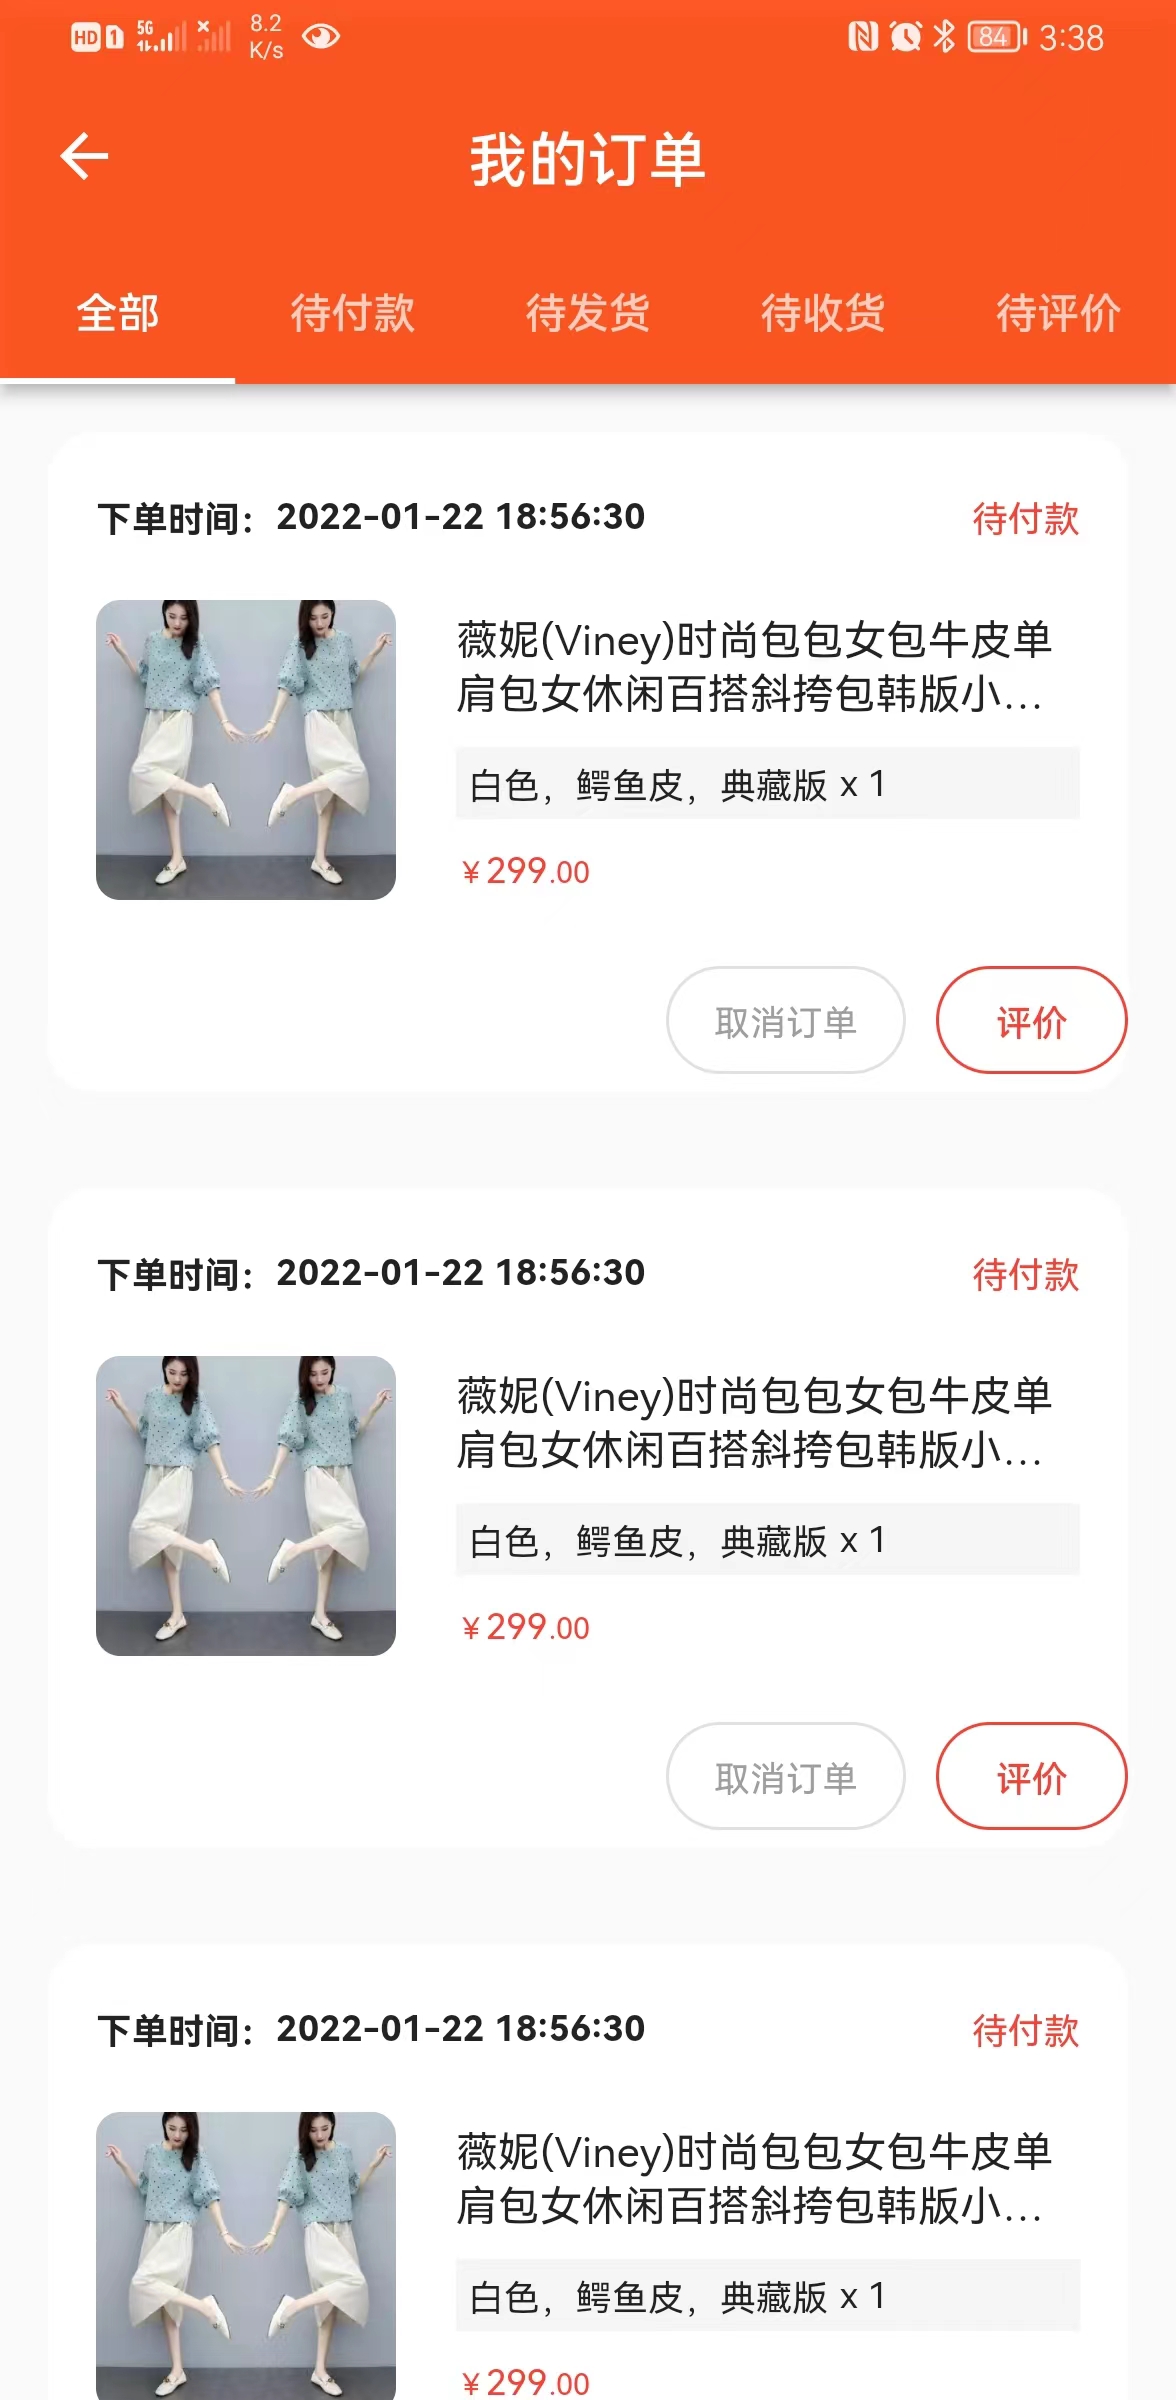 HD 1 5G 8.2 K/s 84 3:38
我的订单
全部 待付款 待发货 待收货 待评价
下单时间：2022-01-22 18:56:30 待付款
薇妮(Viney)时尚包包女包牛皮单
肩包女休闲百搭斜挎包韩版小...
白色，鳄鱼皮，典藏版 x 1
¥299.00
取消订单 评价
下单时间：2022-01-22 18:56:30 待付款
薇妮(Viney)时尚包包女包牛皮单
肩包女休闲百搭斜挎包韩版小...
白色，鳄鱼皮，典藏版 x 1
¥299.00
取消订单 评价
下单时间：2022-01-22 18:56:30 待付款
薇妮(Viney)时尚包包女包牛皮单
肩包女休闲百搭斜挎包韩版小...
白色，鳄鱼皮，典藏版 x 1
¥299.00